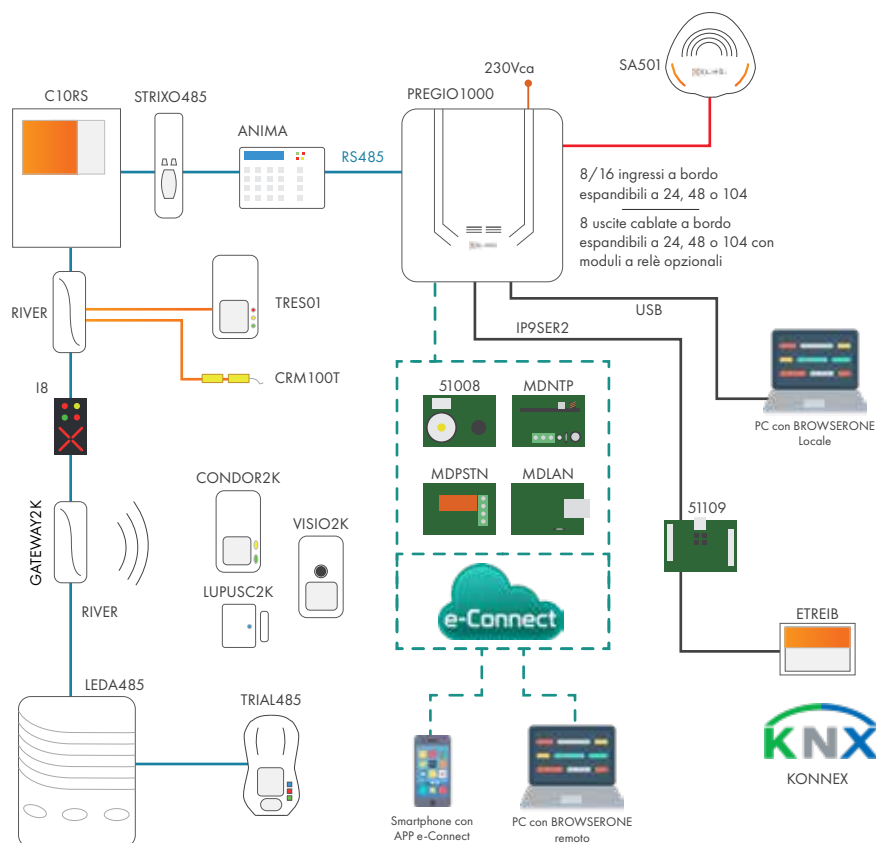 230Vca
SA501
C10RS
STRIXO485
PREGIO1000
ANIMA
RS485
8/16 ingressi a bordo
espandibili a 24, 48 o 104
8 uscite cablate a bordo
espandibili a 24, 48 o 104 con
moduli a relè opzionali
RIVER
TRES01
USB
IP9SER2
CRM100T
I8
51008
MDNTP
PC con BROWSERONE
Locale
CONDOR2K
MDPSTN
MDLAN
51109
GATEWAY2K
VISIO2K
LUPUSC2K
RIVER
e-Connect
ETREIB
LEDA485
TRIAL485
KNX
KONNEX
Smartphone con
APP e-Connect
PC con BROWSERONE
remoto